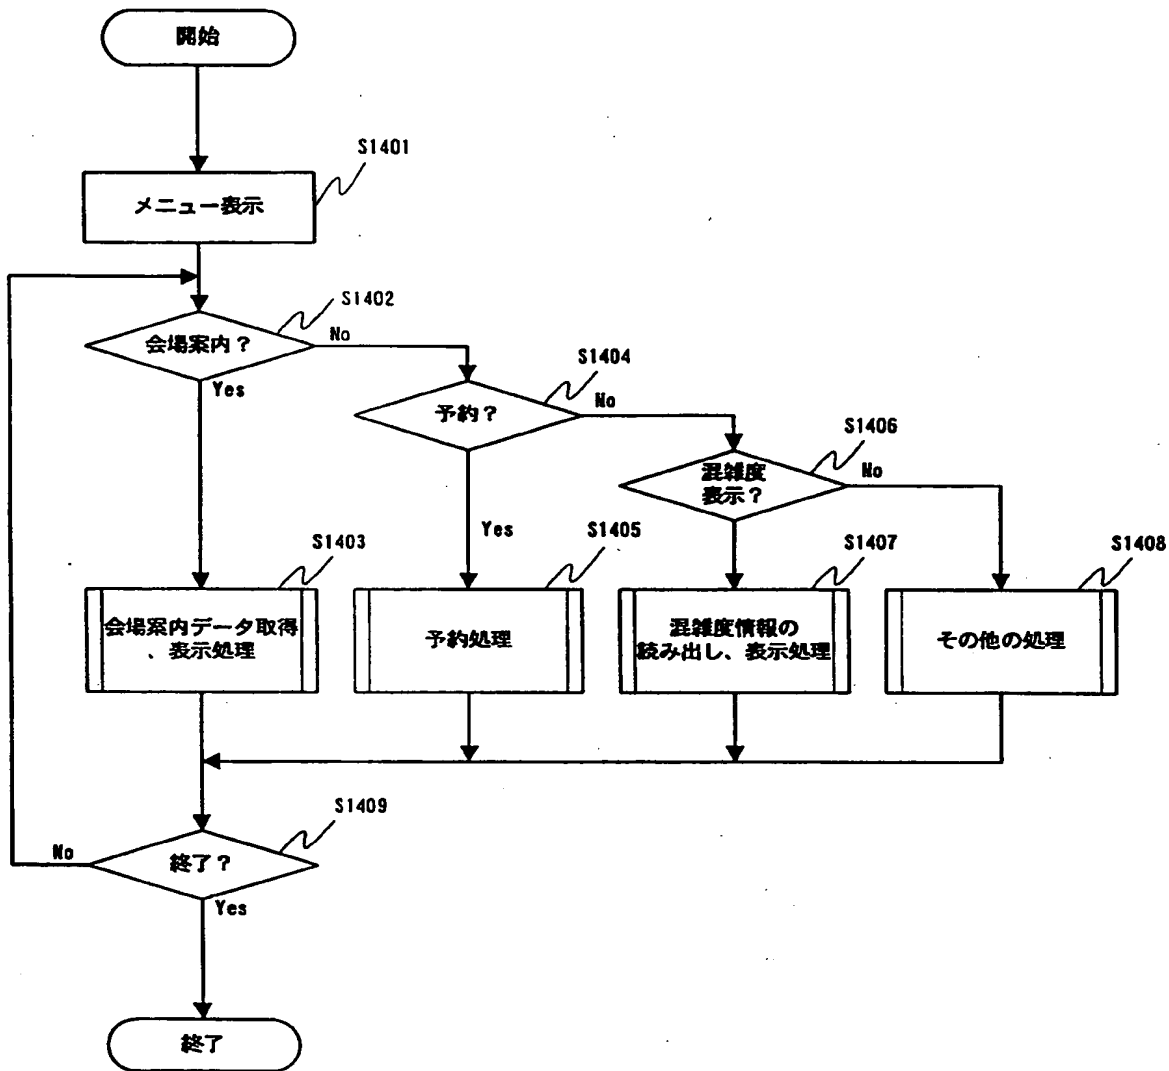 開始
S1401
メニュー表示
S1402
会場案内？
No
Yes
S1404
予約？
No
Yes
S1406
混雑度
表示？
No
S1403
会場案内データ取得
、表示処理
S1405
予約処理
S1407
混雑度情報の
読み出し、表示処理
S1408
その他の処理
S1409
終了？
No
Yes
終了